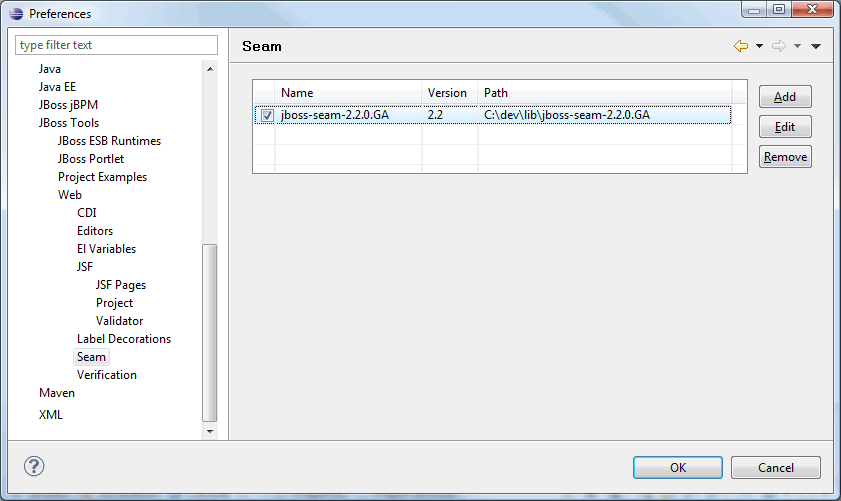 Preferences
type filter text
Java
Java EE
JBoss jBPM
JBoss Tools
JBoss ESB Runtimes
JBoss Portlet
Project Examples
Web
CDI
Editors
El Variables
JSF
JSF Pages
Project
Validator
Label Decorations
Seam
Verification
Maven
XML
Seam
Name Version Path
jboss-seam-2.2.0.GA 2.2 C:\dev\lib\jboss-seam-2.2.0.GA
Add
Edit
Remove
?
OK Cancel